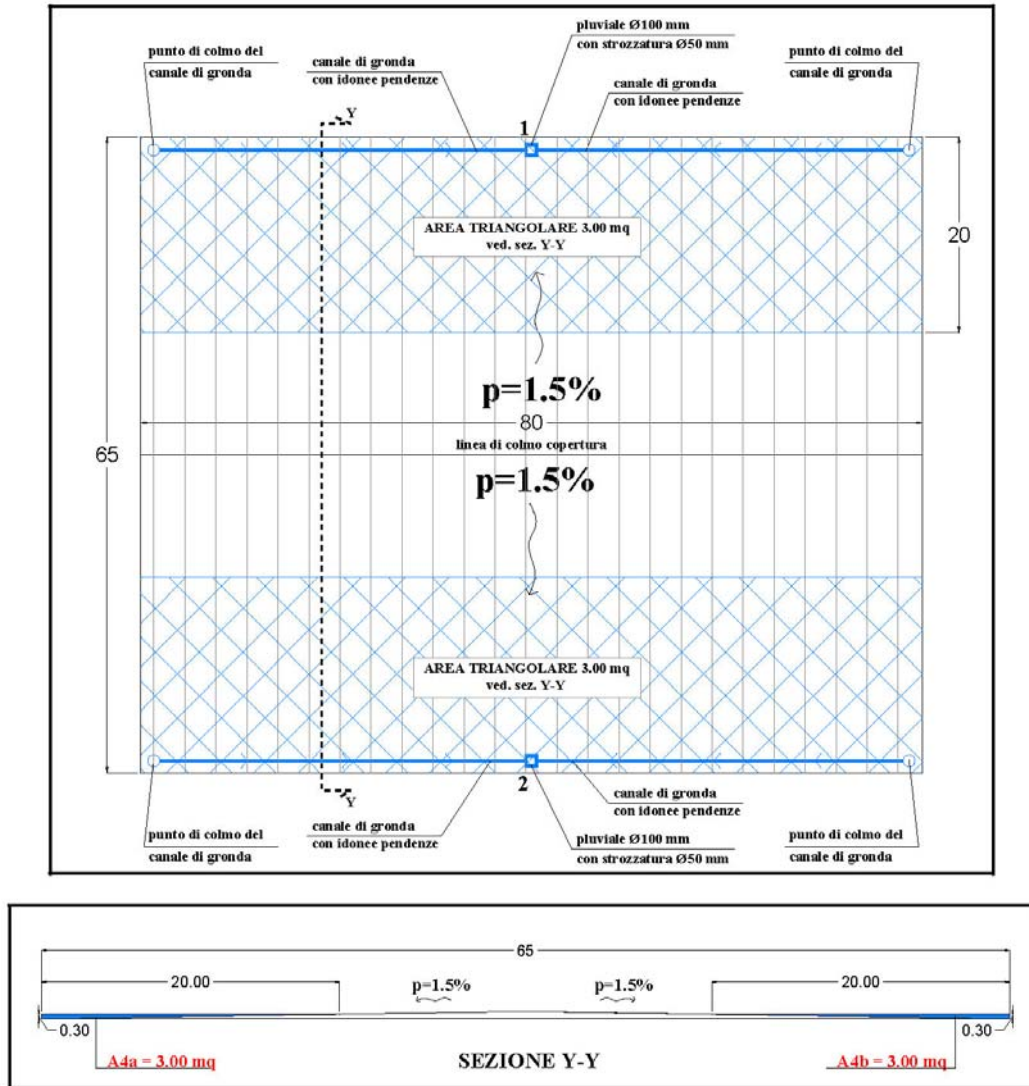 pluviale Ø100 mm
con strozzatura Ø50 mm
punto di colmo del
canale di gronda
canale di gronda
con idonee pendenze
canale di gronda
con idonee pendenze
punto di colmo del
canale di gronda
Y
1
AREA TRIANGOLARE 3.00 mq
ved. sez. Y-Y
20
p=1.5%
80
linea di colmo copertura
65
p=1.5%
AREA TRIANGOLARE 3.00 mq
ved. sez. Y-Y
2
Y
punto di colmo del
canale di gronda
canale di gronda
con idonee pendenze
canale di gronda
con idonee pendenze
pluviale Ø100 mm
con strozzatura Ø50 mm
punto di colmo del
canale di gronda
65
20.00
p=1.5%
p=1.5%
20.00
0.30
0.30
A4a = 3.00 mq
SEZIONE Y-Y
A4b = 3.00 mq